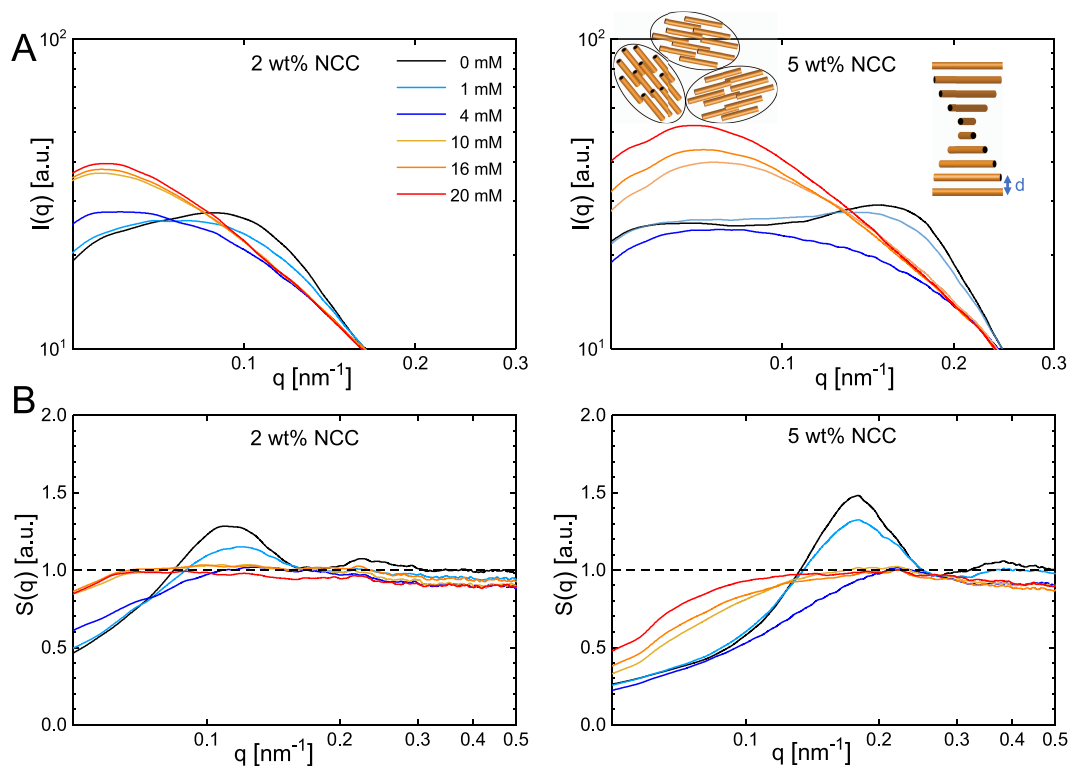 A
2 wt% NCC
0 mM
1 mM
4 mM
10 mM
16 mM
20 mM
I(q) [a.u.]
10²
10¹
0.1
0.2
0.3
q [nm⁻¹]
5 wt% NCC
d
I(q) [a.u.]
10²
10¹
0.1
0.2
0.3
q [nm⁻¹]
B
2 wt% NCC
S(q) [a.u.]
2.0
1.5
1.0
0.5
0.0
0.1
0.2
0.3
0.4
0.5
q [nm⁻¹]
5 wt% NCC
S(q) [a.u.]
2.0
1.5
1.0
0.5
0.0
0.1
0.2
0.3
0.4
0.5
q [nm⁻¹]